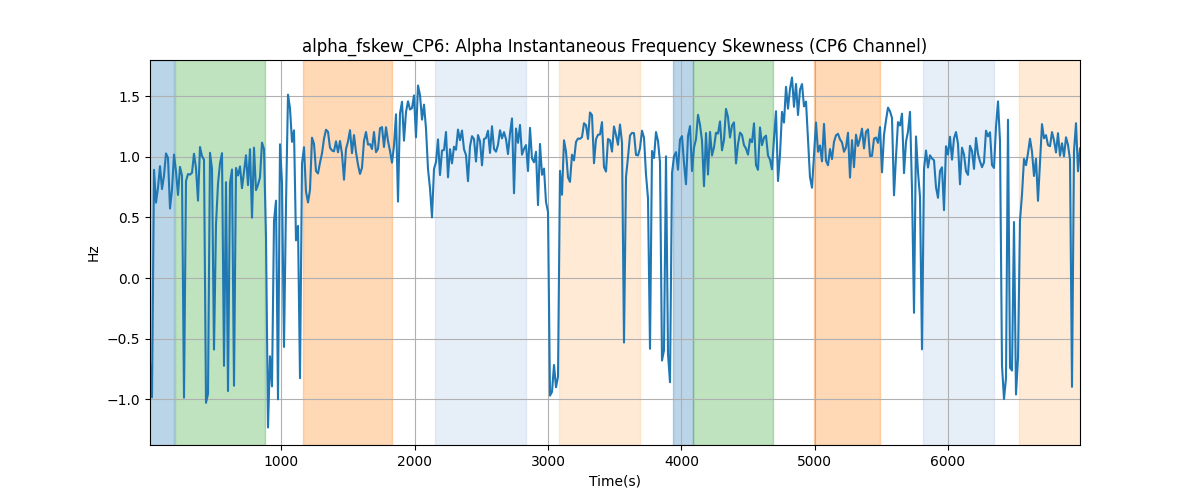 alpha_fskew_CP6: Alpha Instantaneous Frequency Skewness (CP6 Channel)
1.5
1.0
0.5
0.0
−0.5
−1.0
Hz
1000 2000 3000 4000 5000 6000
Time(s)